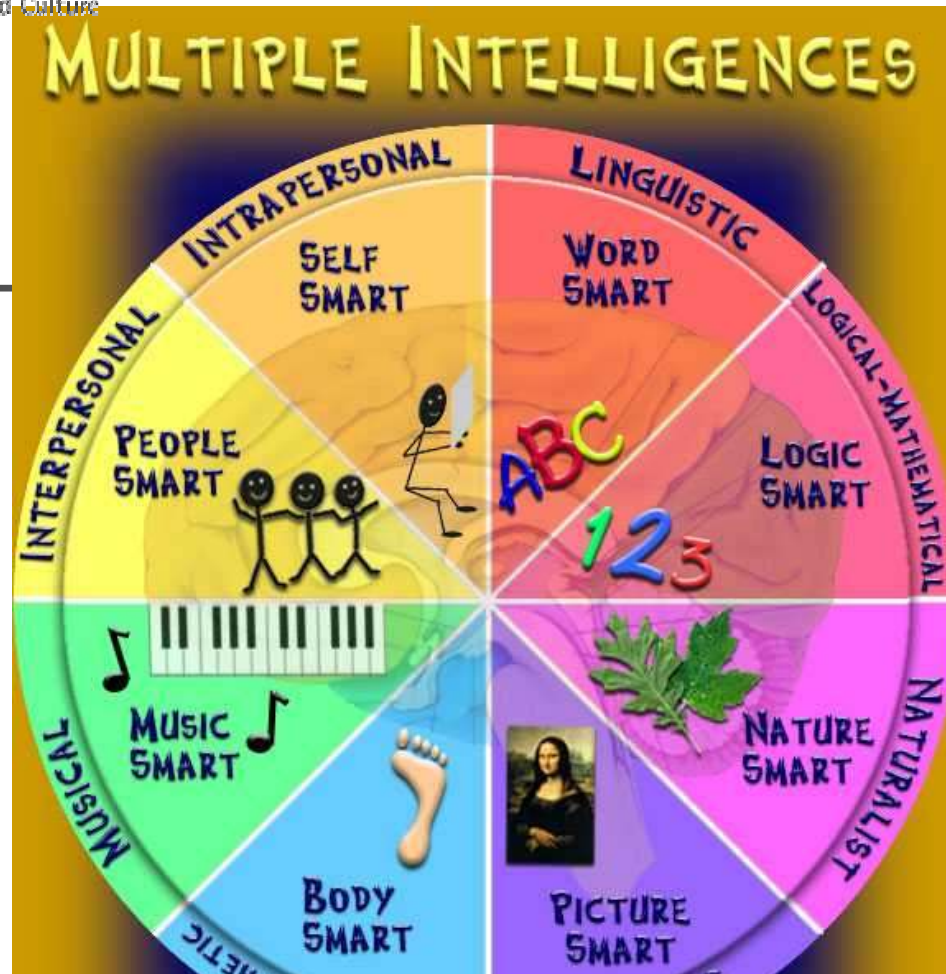 d Culture
MULTIPLE INTELLIGENCES
INTRAPERSONAL
LINGUISTIC
SELF
SMART
WORD
SMART
INTERPERSONAL
LOGICAL-MATHEMATICAL
PEOPLE
SMART
LOGIC
SMART
ABC
123
MUSICAL
NATURALIST
MUSIC
SMART
NATURE
SMART
BODY
SMART
PICTURE
SMART